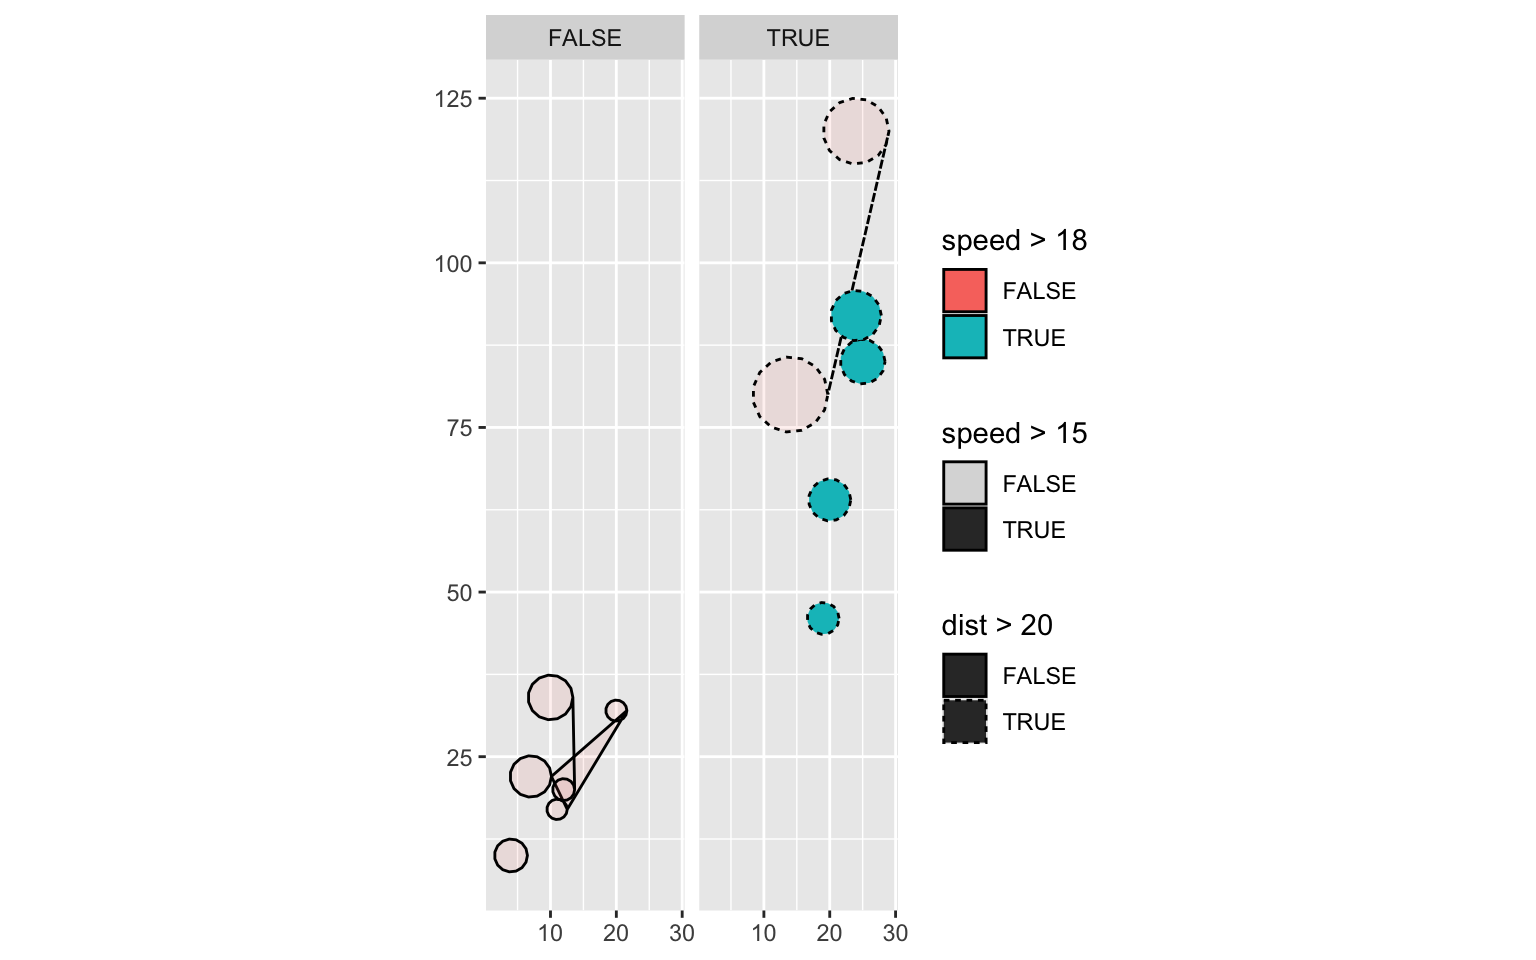 FALSE TRUE
125
100
75
50
25
10 20 30 10 20 30
speed > 18
FALSE
TRUE
speed > 15
FALSE
TRUE
dist > 20
FALSE
TRUE